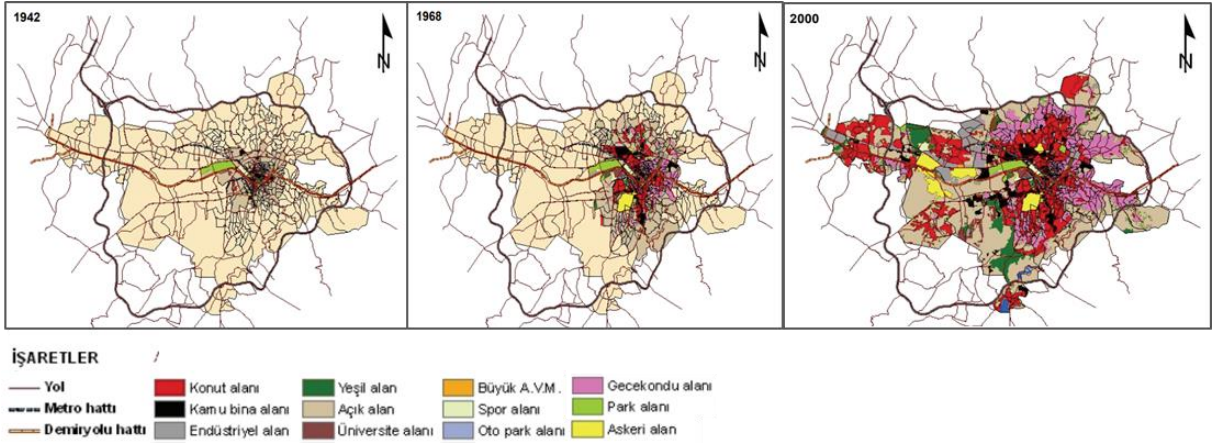 1942
N
1968
N
2000
N
İŞARETLER
Yol
Metro hattı
Demiryolu hattı
Konut alanı
Kamu bina alanı
Endüstriyel alan
Yeşil alan
Açık alan
Üniversite alanı
Büyük A.V.M.
Spor alanı
Oto park alanı
Gecekondu alanı
Park alanı
Askeri alan